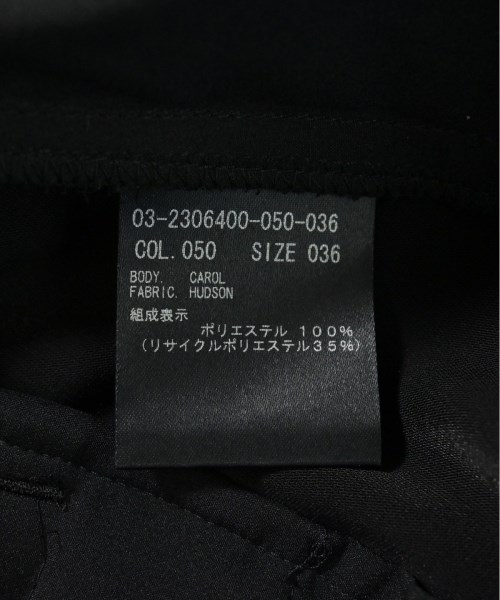 03-2306400-050-036
COL. 050 SIZE 036
BODY. CAROL
FABRIC. HUDSON
組成表示
ポリエステル 100%
(リサイクルポリエステル35%)